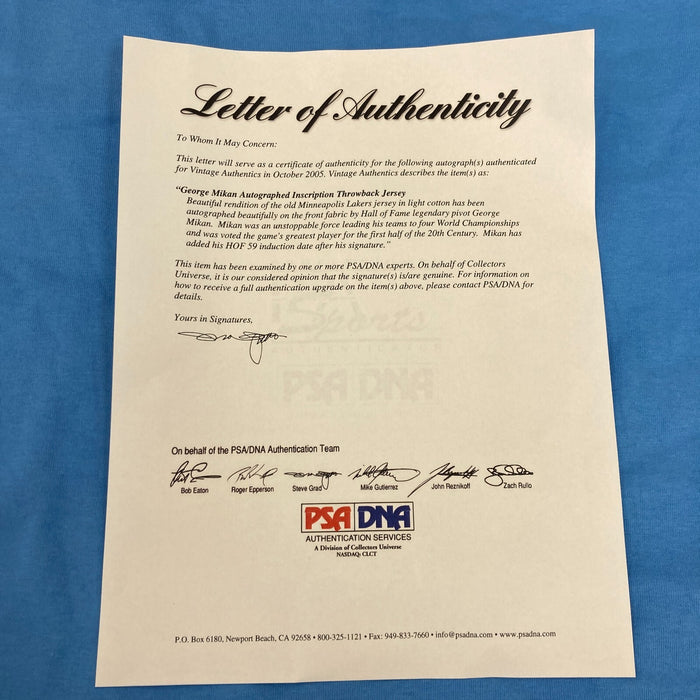 Letter of Authenticity
To Whom It May Concern:
This letter will serve as a certificate of authenticity for the following autograph(s) authenticated
for Vintage Authentics in October 2005. Vintage Authentics describes the item(s) as:
"George Mikan Autographed Inscription Throwback Jersey
Beautiful rendition of the old Minneapolis Lakers jersey in light cotton has been
autographed beautifully on the front fabric by Hall of Fame legendary pivot George
Mikan. Mikan was an unstoppable force leading his teams to four World Championships
and was voted the game's greatest player for the first half of the 20th Century. Mikan has
added his HOF 59 induction date after his signature."
This item has been examined by one or more PSA/DNA experts. On behalf of Collectors
Universe, it is our considered opinion that the signature(s) is/are genuine. For information on
how to receive a full authentication upgrade on the item(s) above, please contact PSA/DNA for
details.
Yours in Signatures,
PSA DNA
On behalf of the PSA/DNA Authentication Team
Bob Eaton Roger Epperson Steve Grad Mike Gutierrez John Reznikoff Zach Rullo
PSA DNA
AUTHENTICATION SERVICES
A Division of Collectors Universe
NASDAQ: CLCT
P.O. Box 6180, Newport Beach, CA 92658 • 800-325-1121 • Fax: 949-833-7660 • info@psadna.com • www.psadna.com